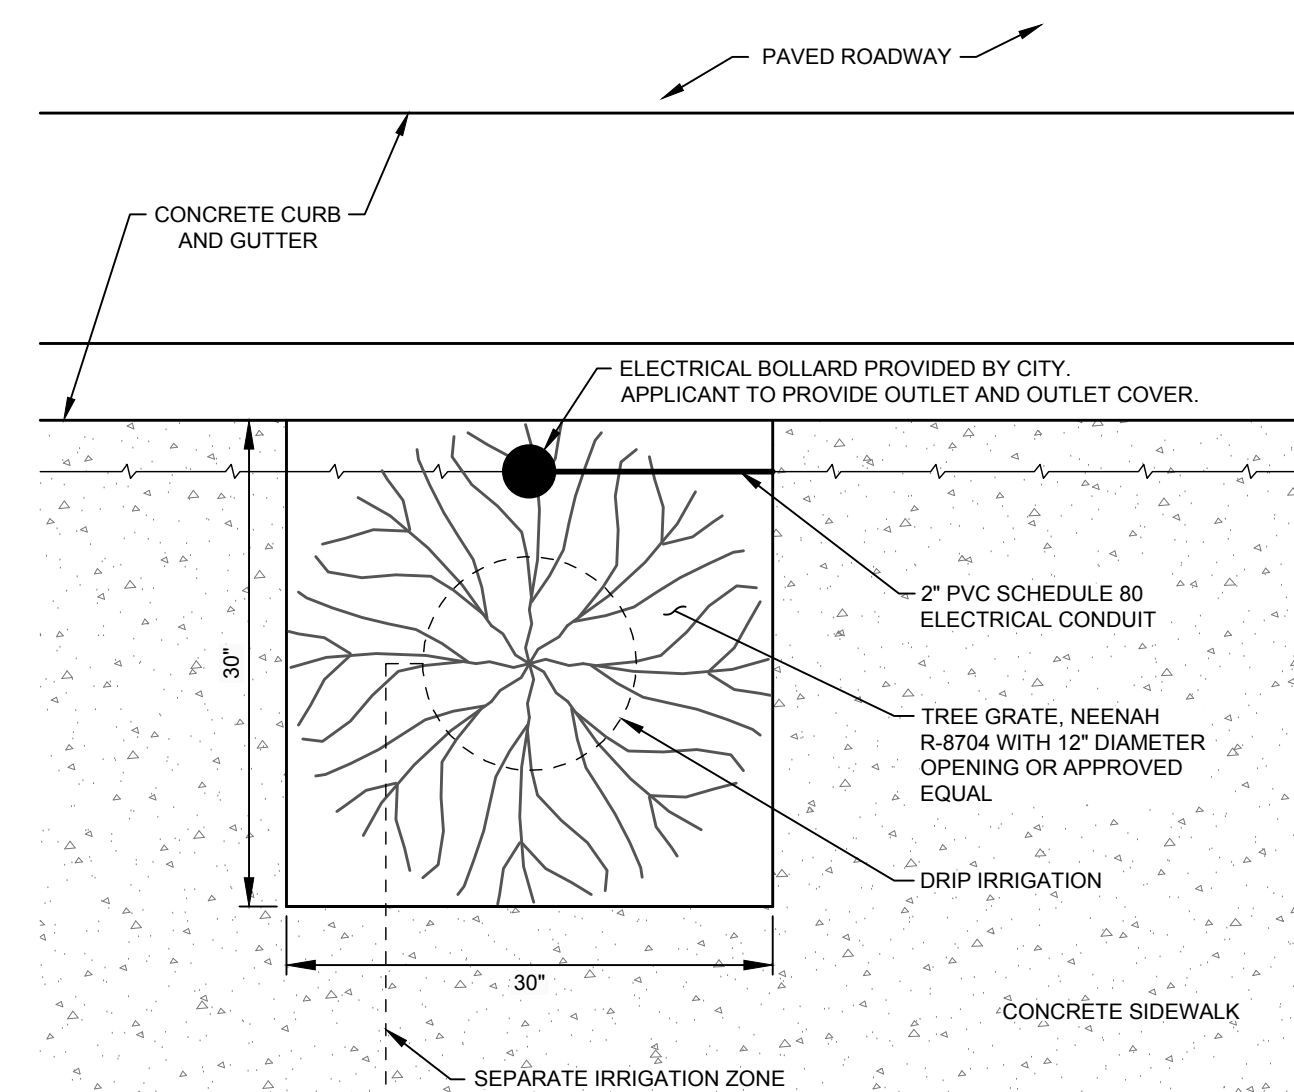 PAVED ROADWAY
CONCRETE CURB
AND GUTTER
ELECTRICAL BOLLARD PROVIDED BY CITY.
APPLICANT TO PROVIDE OUTLET AND OUTLET COVER.
2" PVC SCHEDULE 80
ELECTRICAL CONDUIT
30"
TREE GRATE, NEENAH
R-8704 WITH 12" DIAMETER
OPENING OR APPROVED
EQUAL
DRIP IRRIGATION
30"
CONCRETE SIDEWALK
SEPARATE IRRIGATION ZONE